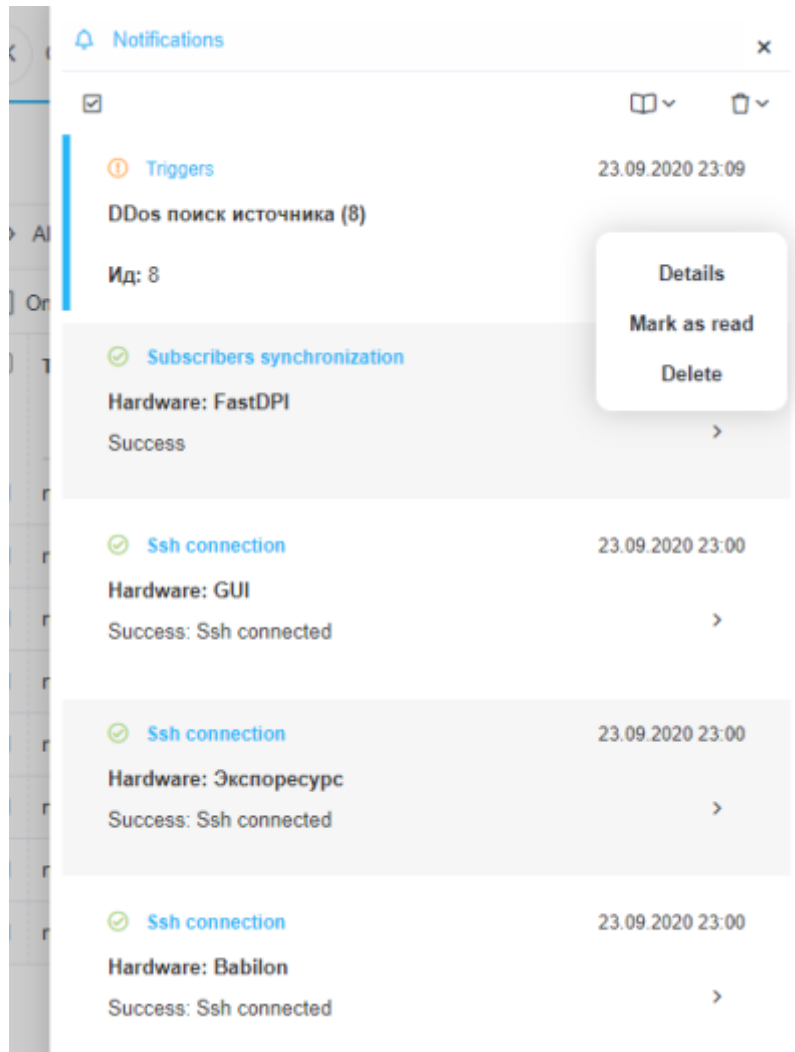 Notifications
Triggers 23.09.2020 23:09
DDos поиск источника (8)
Ид: 8
Details
Mark as read
Delete
Subscribers synchronization
Hardware: FastDPI
Success
Ssh connection 23.09.2020 23:00
Hardware: GUI
Success: Ssh connected
Ssh connection 23.09.2020 23:00
Hardware: Экспоресурс
Success: Ssh connected
Ssh connection 23.09.2020 23:00
Hardware: Babilon
Success: Ssh connected